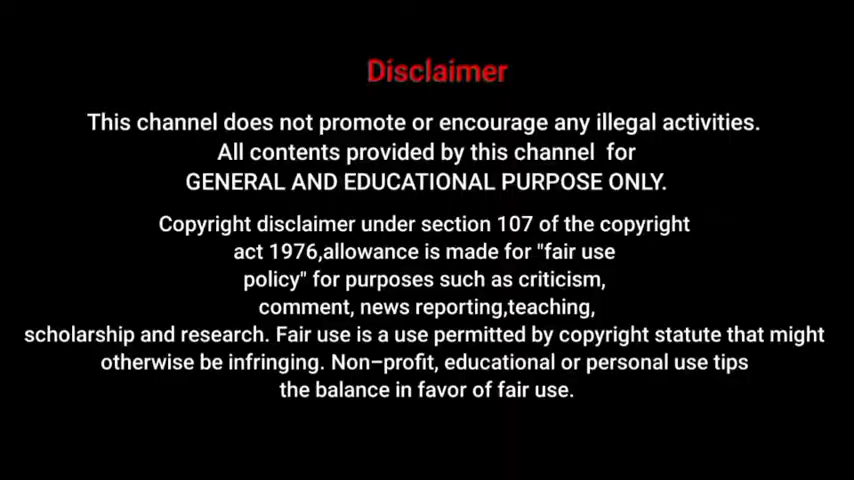 Disclaimer
This channel does not promote or encourage any illegal activities.
All contents provided by this channel  for
GENERAL AND EDUCATIONAL PURPOSE ONLY.
Copyright disclaimer under section 107 of the copyright
act 1976,allowance is made for "fair use
policy" for purposes such as criticism,
comment, news reporting,teaching,
scholarship and research. Fair use is a use permitted by copyright statute that might
otherwise be infringing. Non–profit, educational or personal use tips
the balance in favor of fair use.